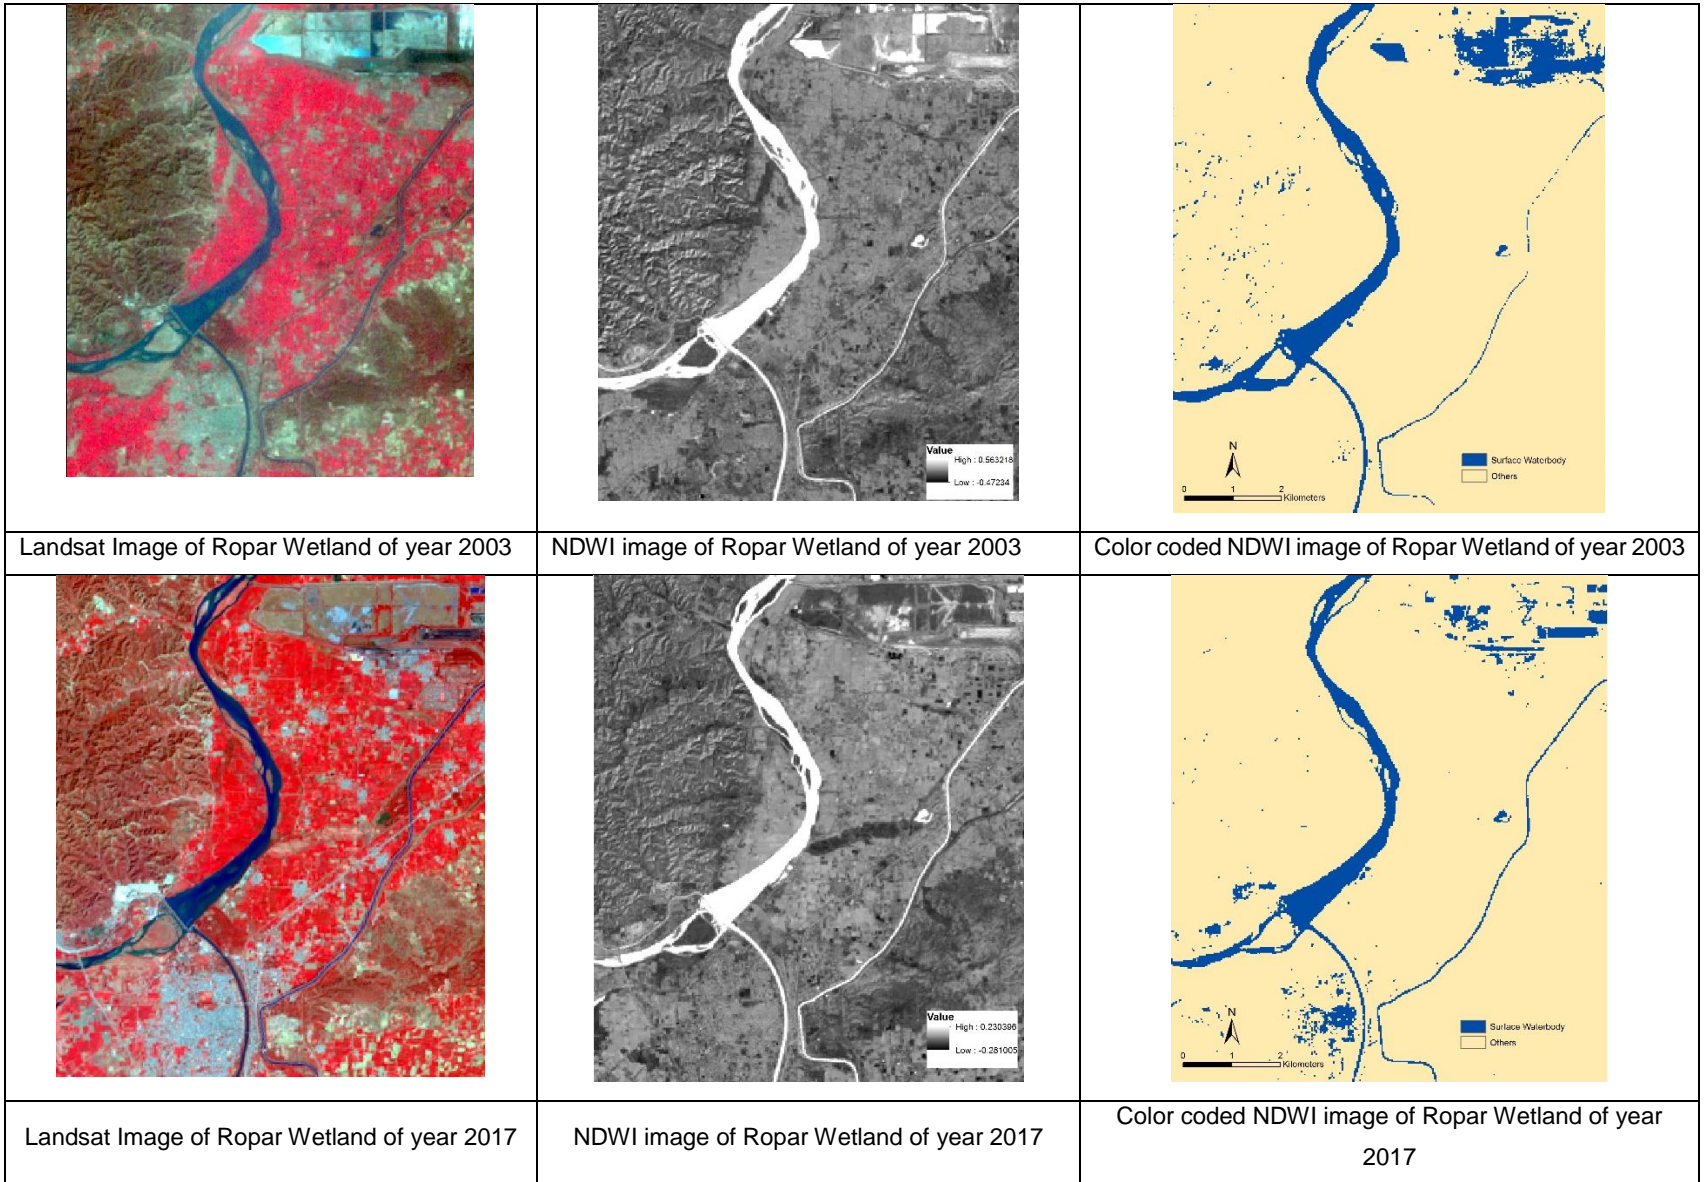 Value
High : 0.563218
Low : -0.47234
N
0 1 2
Kilometers
Surface Waterbody
Others
Landsat Image of Ropar Wetland of year 2003
NDWI image of Ropar Wetland of year 2003
Color coded NDWI image of Ropar Wetland of year 2003
Value
High : 0.230396
Low : -0.281005
N
0 1 2
Kilometers
Surface Waterbody
Others
Landsat Image of Ropar Wetland of year 2017
NDWI image of Ropar Wetland of year 2017
Color coded NDWI image of Ropar Wetland of year
2017